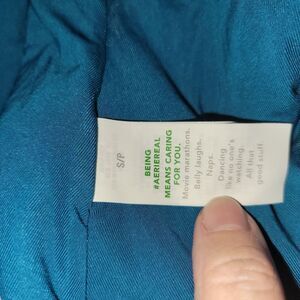 S/P
BEING
#AERIEREAL
MEANS CARING
FOR YOU.
Movie marathons.
Belly laughs.
Naps.
Dancing
like no one's
watching.
All that
good stuff.